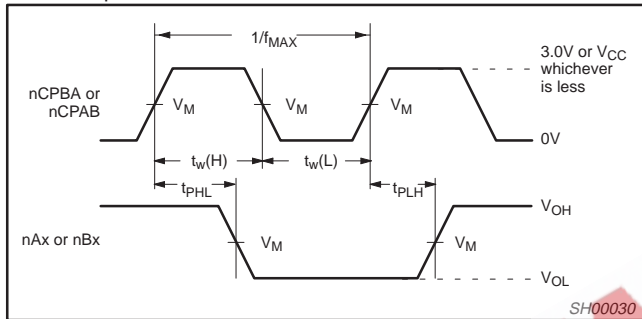 1/fMAX
3.0V or VCC
whichever
is less
nCPBA or
nCPAB
VM
VM
VM
0V
tw(H)
tw(L)
tPHL
tPLH
VOH
nAx or nBx
VM
VM
VOL
SH00030